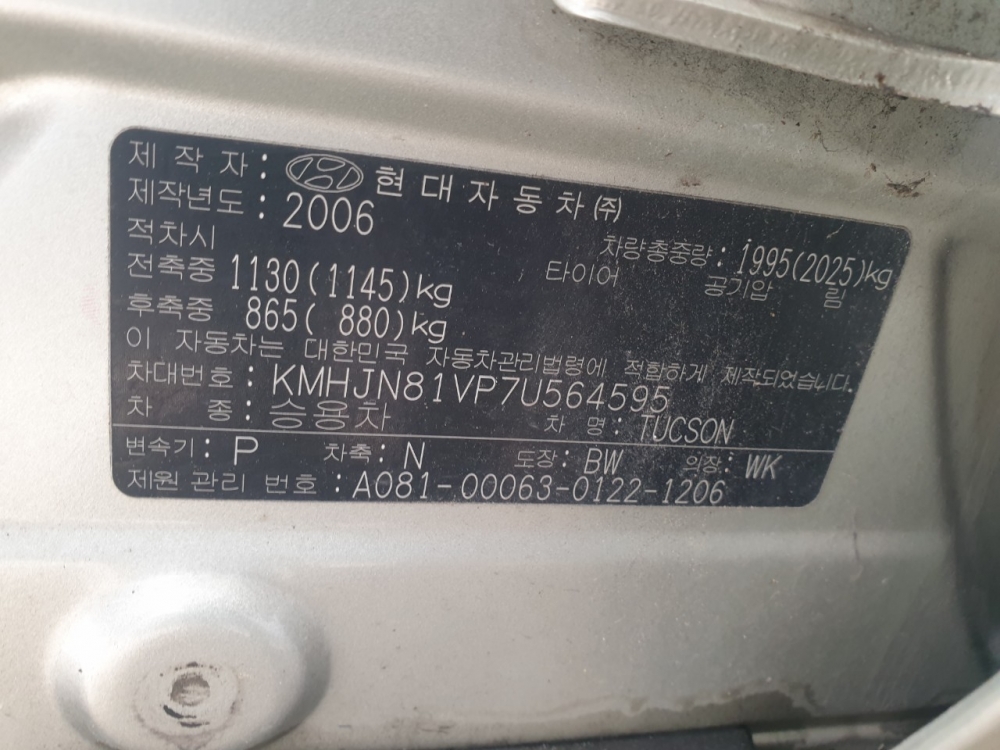 제 작 자 : 현대자동차㈜
제작년도 : 2006
적차시 차량총중량 : 1995(2025)kg
전축중 1130(1145)kg 타이어 공기압 림
후축중 865( 880)kg
이 자동차는 대한민국 자동차관리법령에 적합하게 제작되었습니다.
차대번호 : KMHJN81VP7U564595
차 종 : 승용차 차 명 : TUCSON
변속기 : P 차축 : N 도장 : BW 의장 : WK
제원 관리 번호 : A081-00063-0122-1206